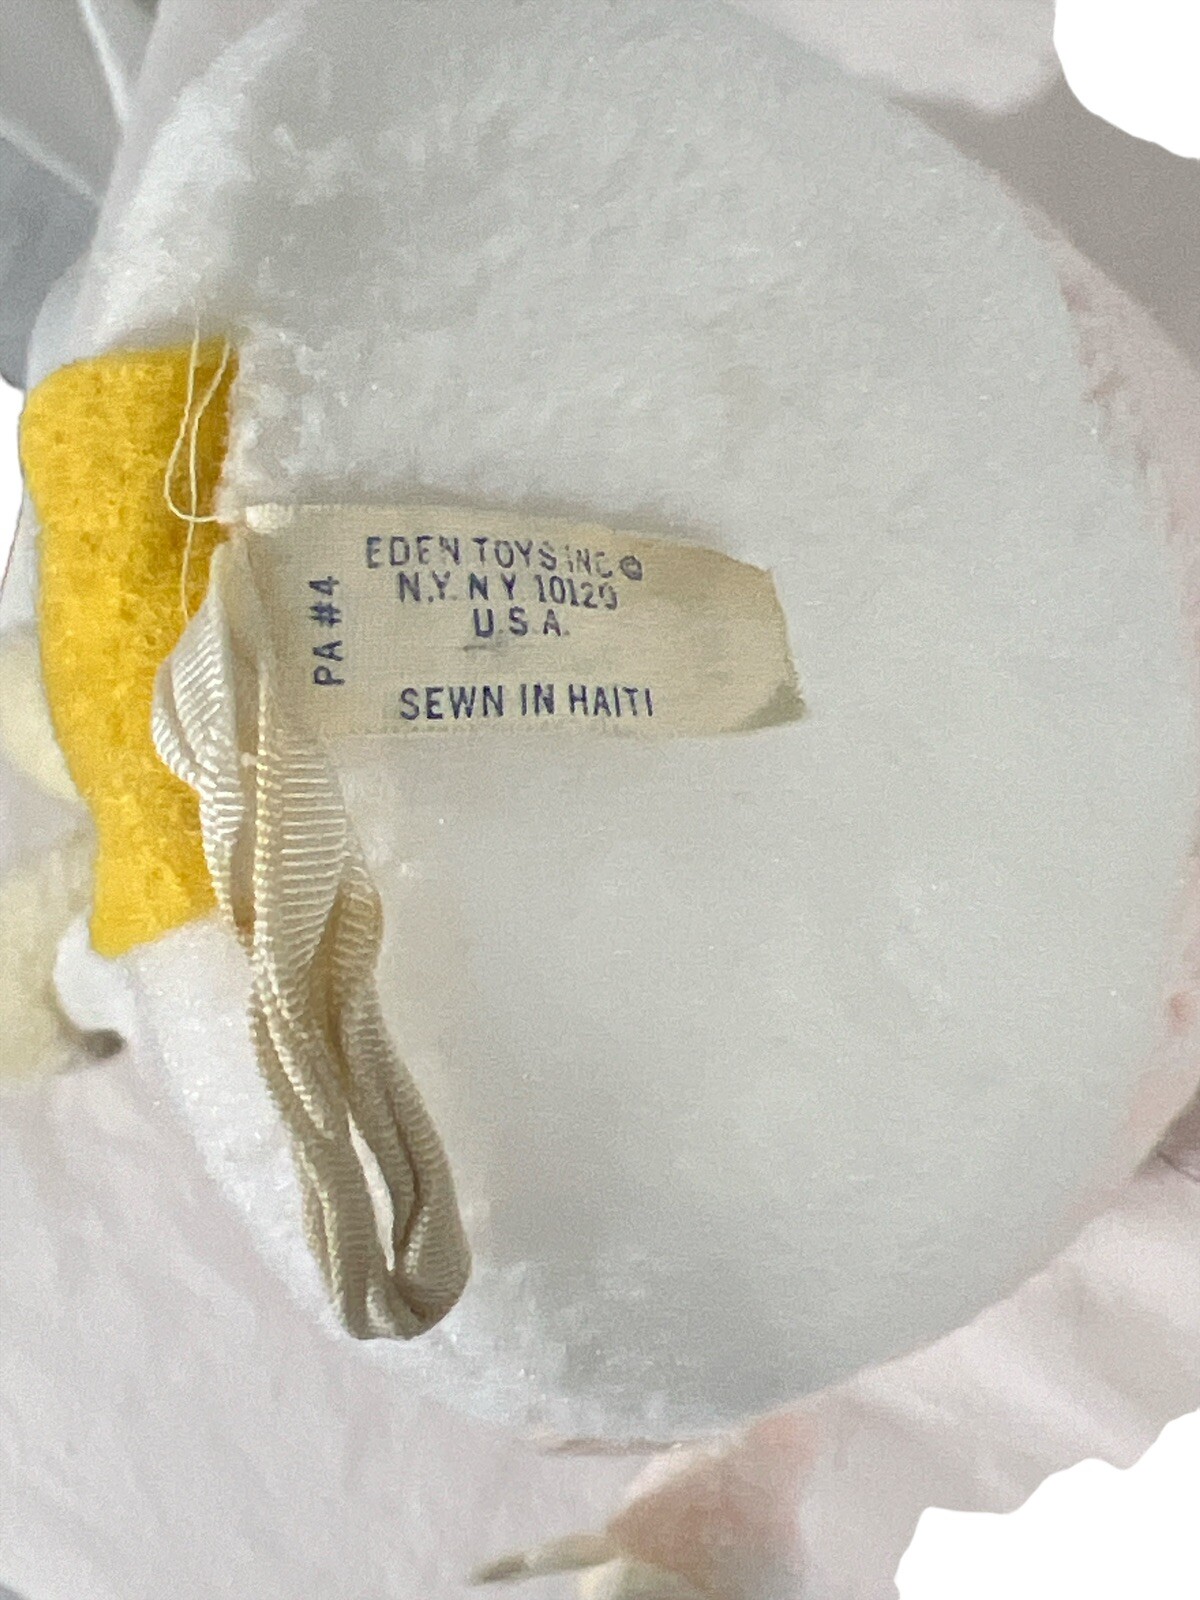 EDEN TOYS INC ©
N.Y. N Y 10120
U.S.A.
SEWN IN HAITI
PA #4